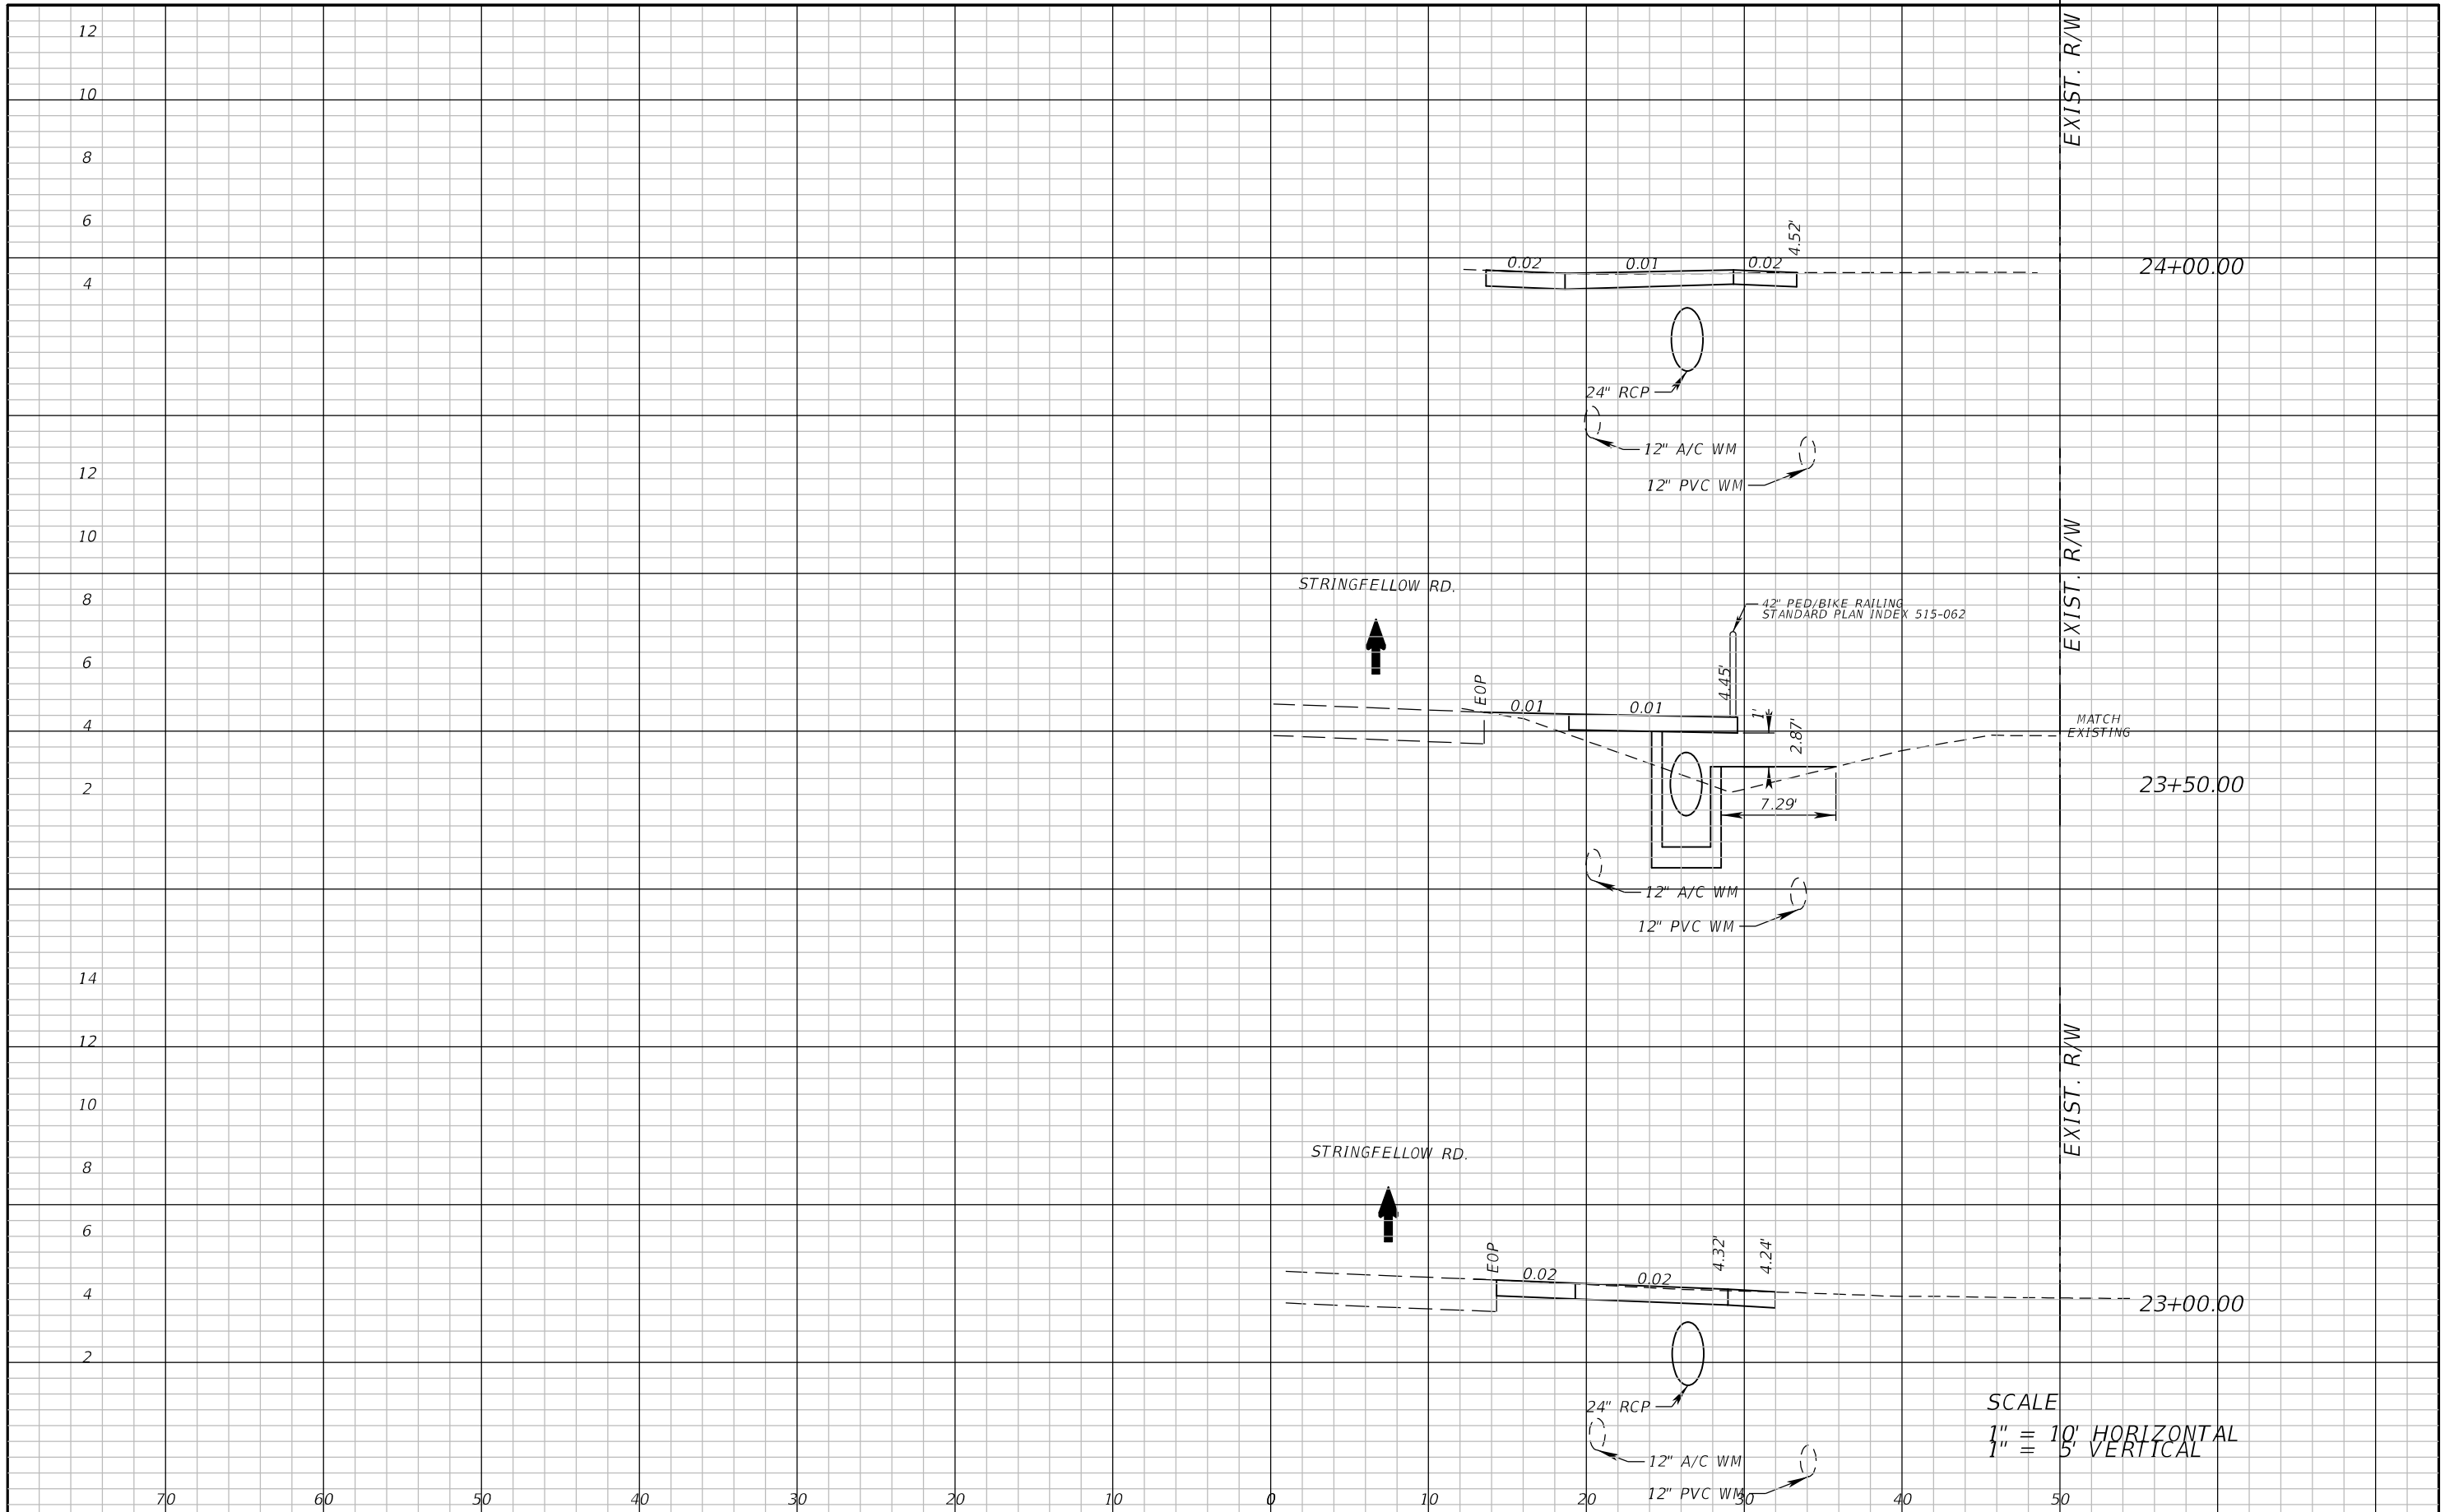 12
10
8
6
4
EXIST. R/W
4.52'
0.02
0.01
0.02
24+00.00
24" RCP
12" A/C WM
12" PVC WM
12
10
8
6
4
2
EXIST. R/W
STRINGFELLOW RD.
42" PED/BIKE RAILING
STANDARD PLAN INDEX 515-062
EOP
0.01
0.01
4.45'
1'
2.87'
MATCH
EXISTING
23+50.00
7.29'
12" A/C WM
12" PVC WM
14
12
10
8
6
4
2
EXIST. R/W
STRINGFELLOW RD.
EOP
0.02
0.02
4.32'
4.24'
23+00.00
24" RCP
12" A/C WM
12" PVC WM
SCALE
1" = 10' HORIZONTAL
1" = 5' VERTICAL
70 60 50 40 30 20 10 0 10 20 30 40 50